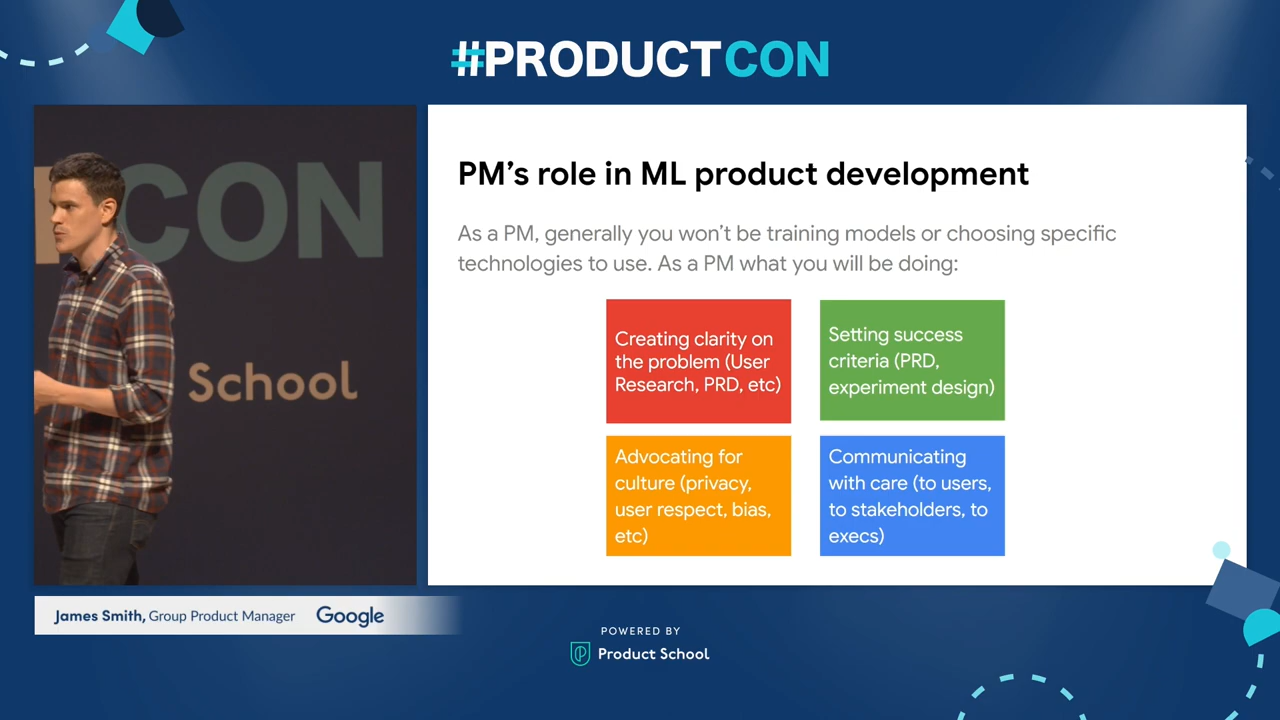 #PRODUCTCON
CON
School
PM’s role in ML product development
As a PM, generally you won’t be training models or choosing specific
technologies to use. As a PM what you will be doing:
Creating clarity on
the problem (User
Research, PRD, etc)
Setting success
criteria (PRD,
experiment design)
Advocating for
culture (privacy,
user respect, bias,
etc)
Communicating
with care (to users,
to stakeholders, to
execs)
James Smith, Group Product Manager Google
POWERED BY
Product School